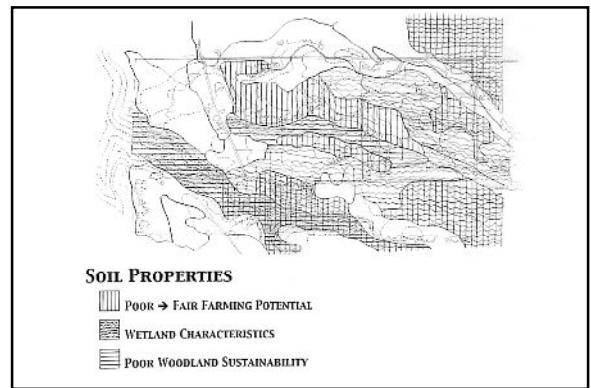 SOIL PROPERTIES
POOR → FAIR FARMING POTENTIAL
WETLAND CHARACTERISTICS
POOR WOODLAND SUSTAINABILITY